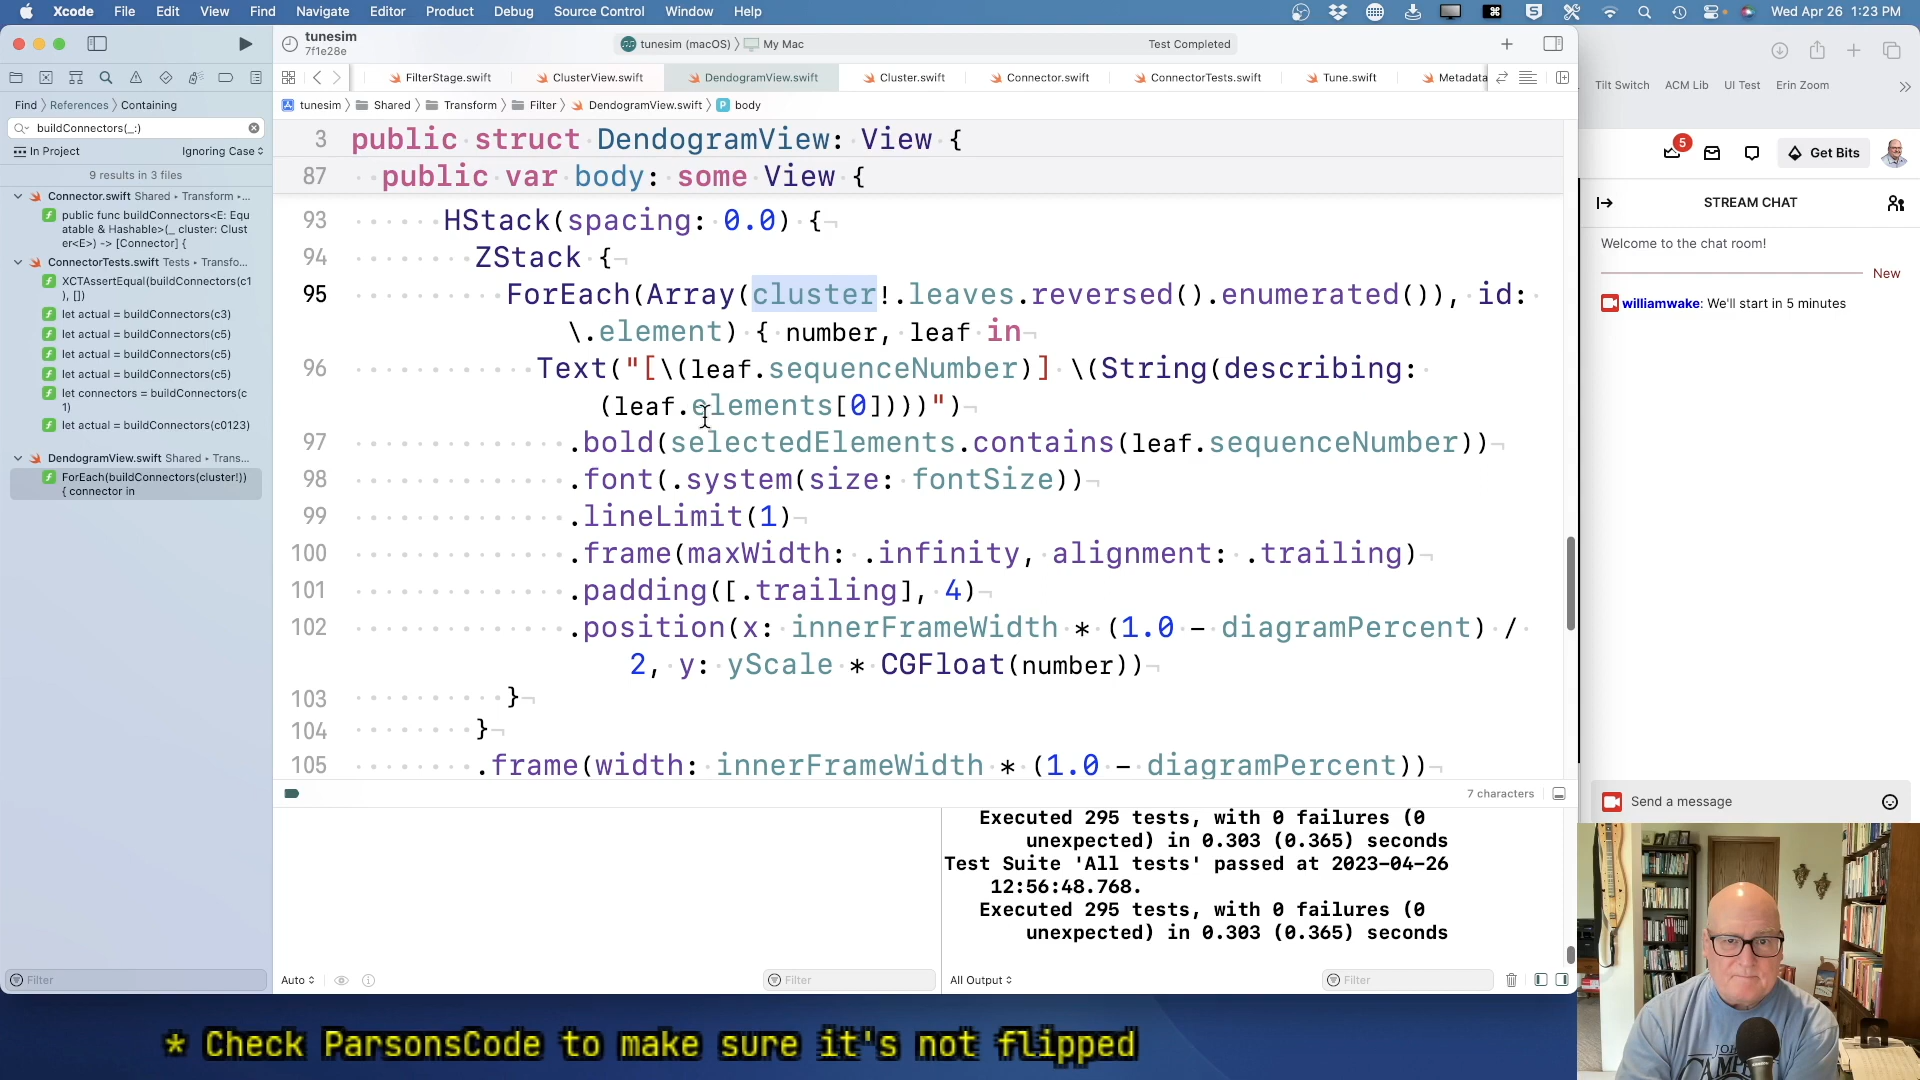 Xcode File Edit View Find Navigate Editor Product Debug Source Control Window Help Wed Apr 26 1:23 PM
tunesim
7f1e28e
tunesim (macOS) 〉 My Mac Test Completed
FilterStage.swift ClusterView.swift DendogramView.swift Cluster.swift Connector.swift ConnectorTests.swift Tune.swift Metadata
Find 〉 References 〉 Containing
tunesim 〉 Shared 〉 Transform 〉 Filter 〉 DendogramView.swift 〉 body
buildConnectors(_:)
In Project Ignoring Case
9 results in 3 files
Connector.swift Shared ▸ Transform ▸...
public func buildConnectors<E: Equ
atable & Hashable>(_ cluster: Clust
er<E>) -> [Connector] {
ConnectorTests.swift Tests ▸ Transfo...
XCTAssertEqual(buildConnectors(c1
), [])
let actual = buildConnectors(c3)
let actual = buildConnectors(c5)
let actual = buildConnectors(c5)
let actual = buildConnectors(c5)
let connectors = buildConnectors(c
1)
let actual = buildConnectors(c0123)
DendogramView.swift Shared ▸ Trans...
ForEach(buildConnectors(cluster!))
{ connector in
Filter
3 public struct DendogramView: View {
87 public var body: some View {
93 HStack(spacing: 0.0) {
94 ZStack {
95 ForEach(Array(cluster!.leaves.reversed().enumerated()), id:
\.element) { number, leaf in
96 Text("[\(leaf.sequenceNumber)] \(String(describing:
(leaf.elements[0])))")
97 .bold(selectedElements.contains(leaf.sequenceNumber))
98 .font(.system(size: fontSize))
99 .lineLimit(1)
100 .frame(maxWidth: .infinity, alignment: .trailing)
101 .padding([.trailing], 4)
102 .position(x: innerFrameWidth * (1.0 - diagramPercent) /
2, y: yScale * CGFloat(number))
103 }
104 }
105 .frame(width: innerFrameWidth * (1.0 - diagramPercent))
7 characters
Executed 295 tests, with 0 failures (0
unexpected) in 0.303 (0.365) seconds
Test Suite 'All tests' passed at 2023-04-26
12:56:48.768.
Executed 295 tests, with 0 failures (0
unexpected) in 0.303 (0.365) seconds
Auto Filter All Output Filter
Tilt Switch ACM Lib UI Test Erin Zoom
5 Get Bits
STREAM CHAT
Welcome to the chat room!
New
williamwake: We'll start in 5 minutes
Send a message
* Check ParsonsCode to make sure it's not flipped